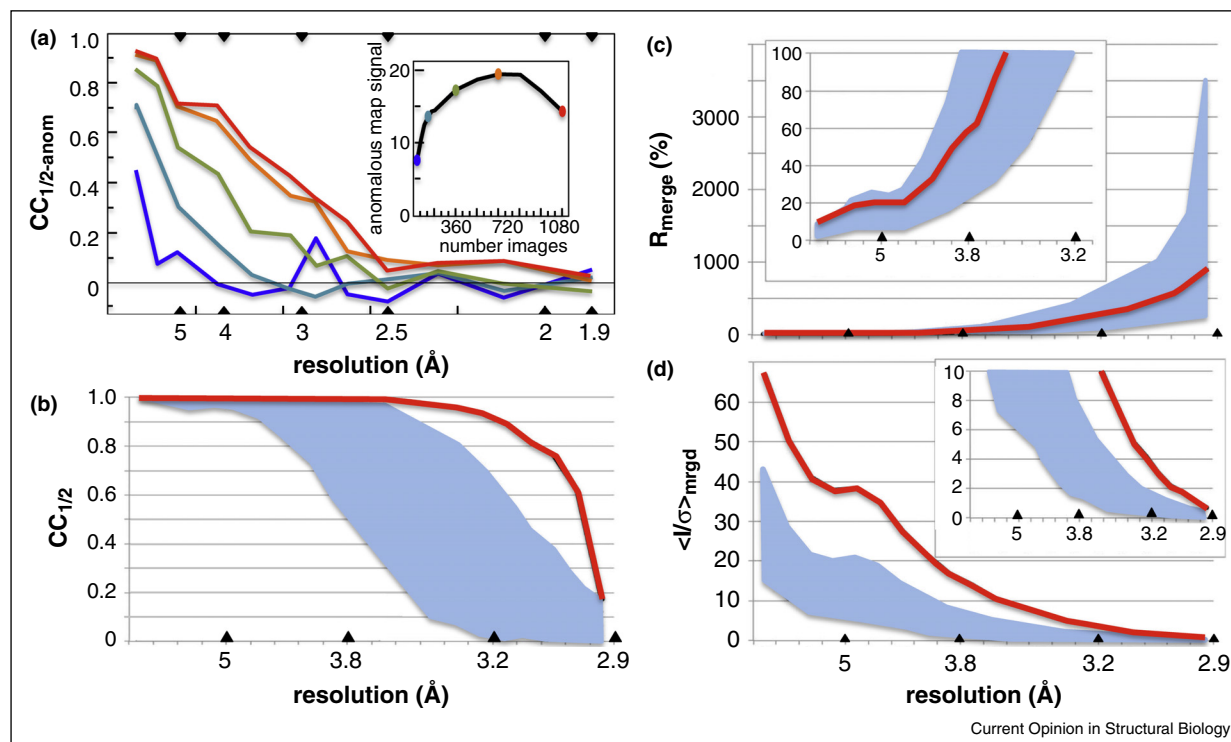 (a)
1.0
0.8
0.6
0.4
0.2
0
CC1/2-anom
5 4 3 2.5 2 1.9
resolution (Å)
anomalous map signal
20
10
0
360 720 1080
number images
(b)
1.0
0.8
0.6
0.4
0.2
0
CC1/2
5 3.8 3.2 2.9
resolution (Å)
(c)
3000
2000
1000
0
Rmerge (%)
100
80
60
40
20
0
5 3.8 3.2
(d)
60
50
40
30
20
10
0
<I/σ>mrgd
10
8
6
4
2
0
5 3.8 3.2 2.9
5 3.8 3.2 2.9
resolution (Å)
Current Opinion in Structural Biology